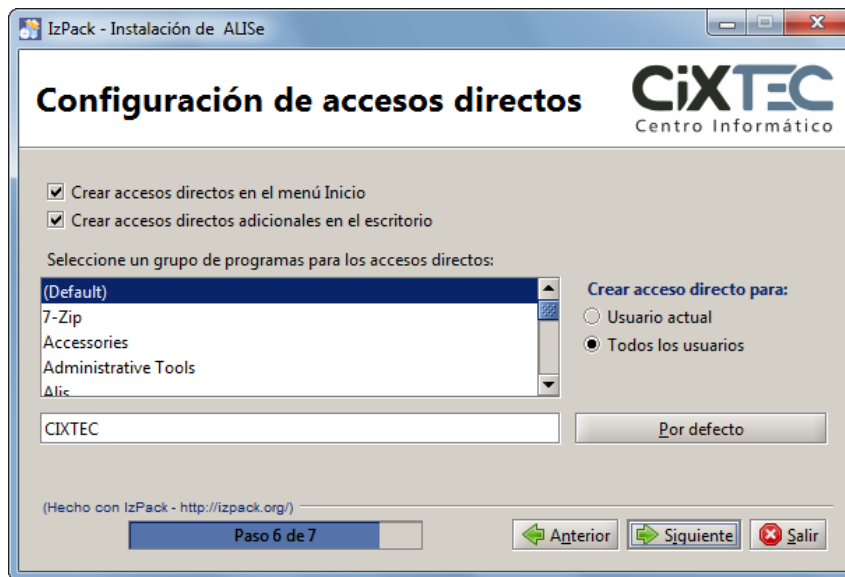 IzPack - Instalación de ALISe
Configuración de accesos directos
CiXTEC
Centro Informático
Crear accesos directos en el menú Inicio
Crear accesos directos adicionales en el escritorio
Seleccione un grupo de programas para los accesos directos:
(Default)
7-Zip
Accessories
Administrative Tools
Alis
Crear acceso directo para:
Usuario actual
Todos los usuarios
CIXTEC
Por defecto
(Hecho con IzPack - http://izpack.org/)
Paso 6 de 7
Anterior
Siguiente
Salir